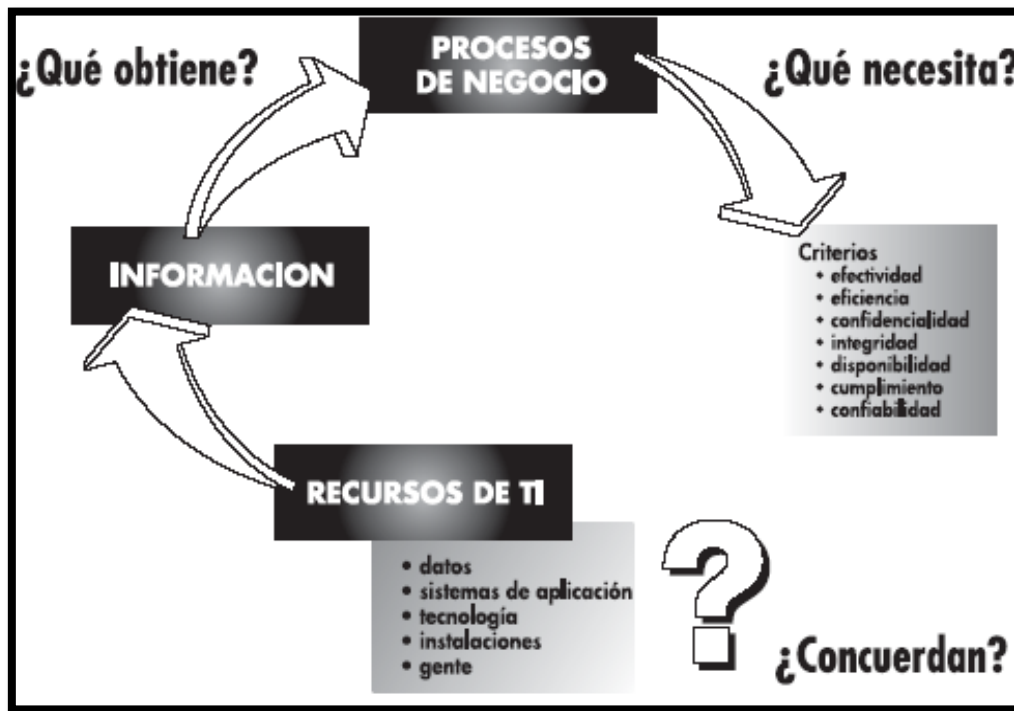 ¿Qué obtiene?
PROCESOS
DE NEGOCIO
¿Qué necesita?
INFORMACION
Criterios
• efectividad
• eficiencia
• confidencialidad
• integridad
• disponibilidad
• cumplimiento
• confiabilidad
RECURSOS DE TI
• datos
• sistemas de aplicación
• tecnología
• instalaciones
• gente
?
¿Concuerdan?